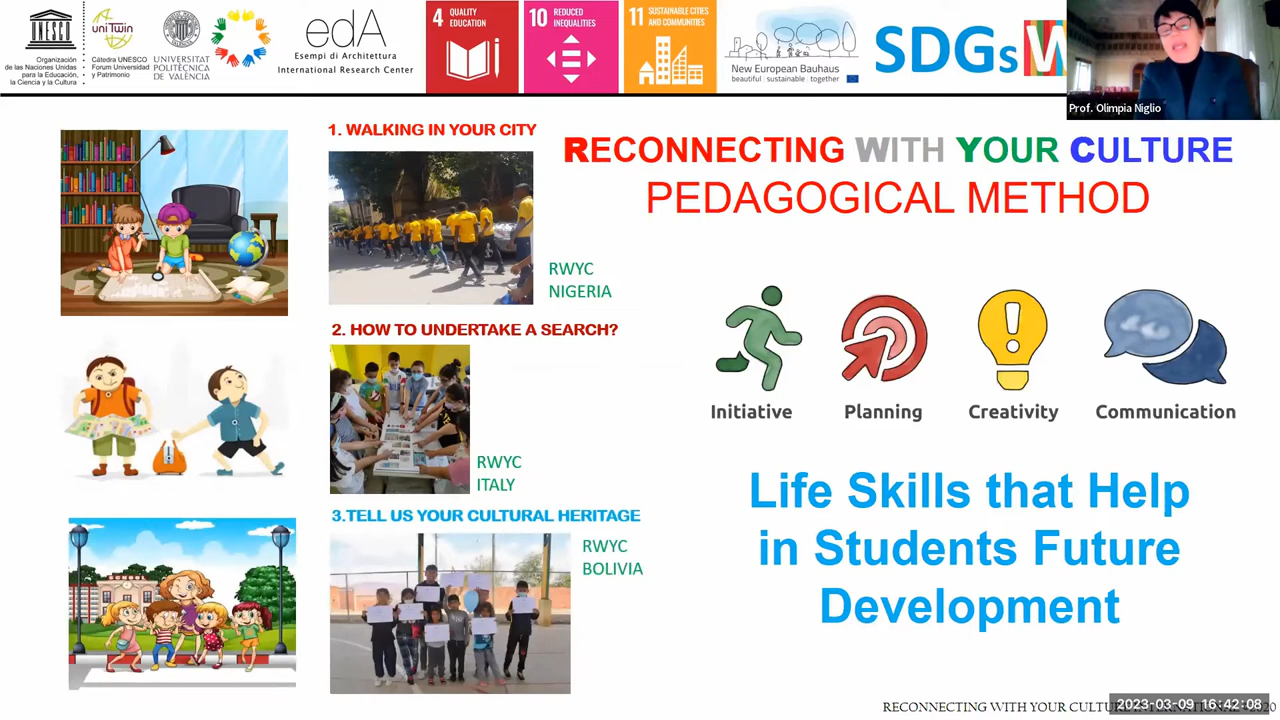 UNESCO
Organización
de las Naciones Unidas
para la Educación,
la Ciencia y la Cultura
uniTwin
Cátedra UNESCO
Forum Universidad
y Patrimonio
UNIVERSITAT
POLITÈCNICA
DE VALÈNCIA
edA
Esempi di Architettura
International Research Center
4 QUALITY
EDUCATION
10 REDUCED
INEQUALITIES
11 SUSTAINABLE CITIES
AND COMMUNITIES
New European Bauhaus
beautiful | sustainable | together
SDGs W
Prof. Olimpia Niglio
RECONNECTING WITH YOUR CULTURE
PEDAGOGICAL METHOD
1. WALKING IN YOUR CITY
RWYC
NIGERIA
2. HOW TO UNDERTAKE A SEARCH?
RWYC
ITALY
3.TELL US YOUR CULTURAL HERITAGE
RWYC
BOLIVIA
Initiative
Planning
Creativity
Communication
Life Skills that Help
in Students Future
Development
RECONNECTING WITH YOUR CULTURE 2020
2023-03-09 16:42:08